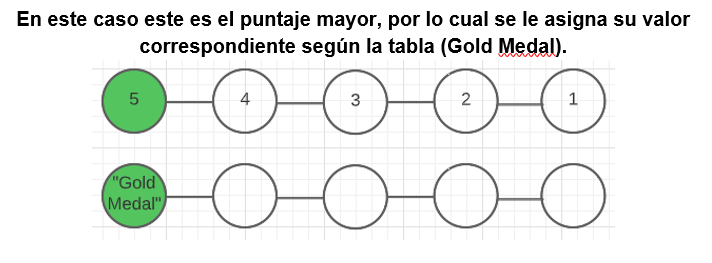 En este caso este es el puntaje mayor, por lo cual se le asigna su valor
correspondiente según la tabla (Gold Medal).
5 4 3 2 1
"Gold
Medal"